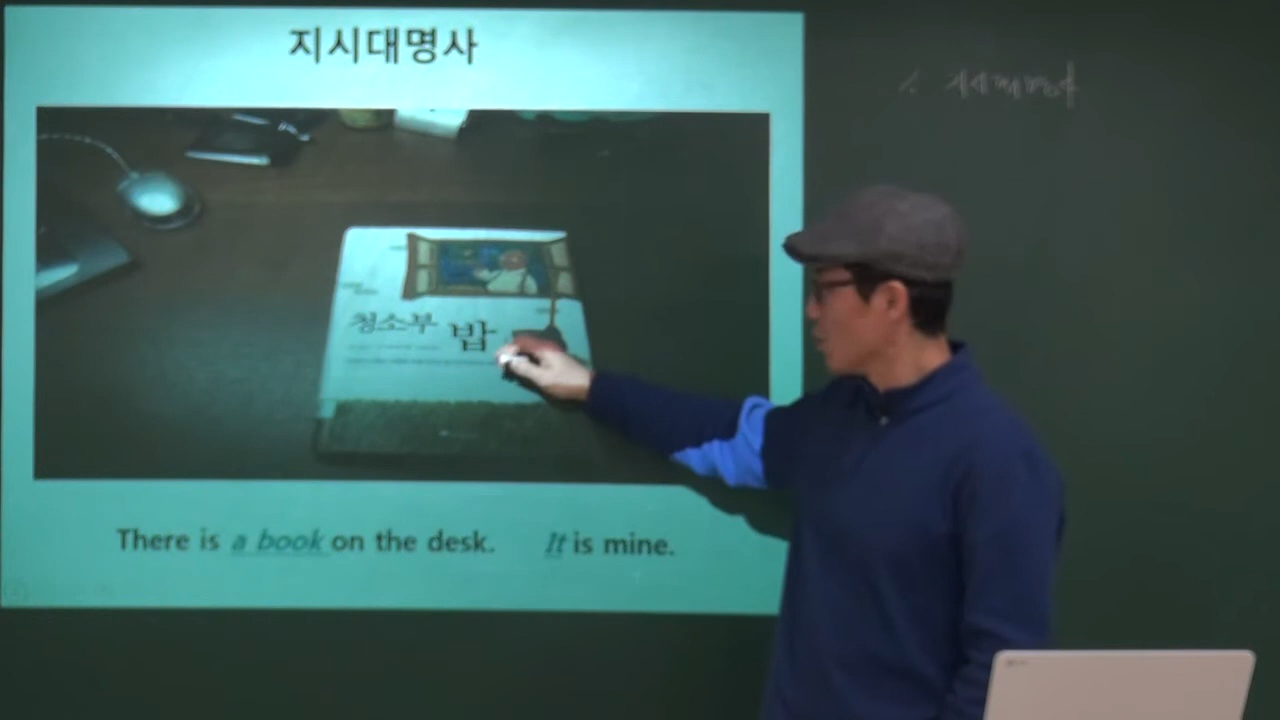 지시대명사
청소부 밥
There is a book on the desk. It is mine.